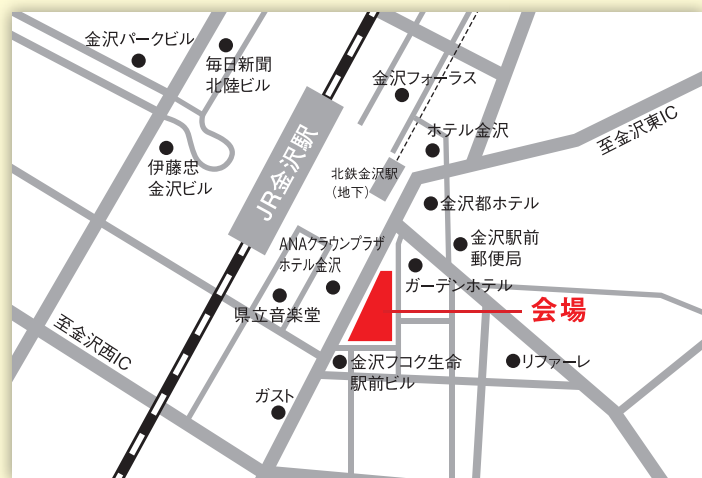 金沢パークビル
毎日新聞
北陸ビル
金沢フォーラス
ホテル金沢
至金沢東IC
伊藤忠
金沢ビル
JR金沢駅
北鉄金沢駅
(地下)
金沢都ホテル
金沢駅前
郵便局
ANAクラウンプラザ
ホテル金沢
ガーデンホテル
県立音楽堂
会場
至金沢西IC
金沢フコク生命
駅前ビル
リファーレ
ガスト